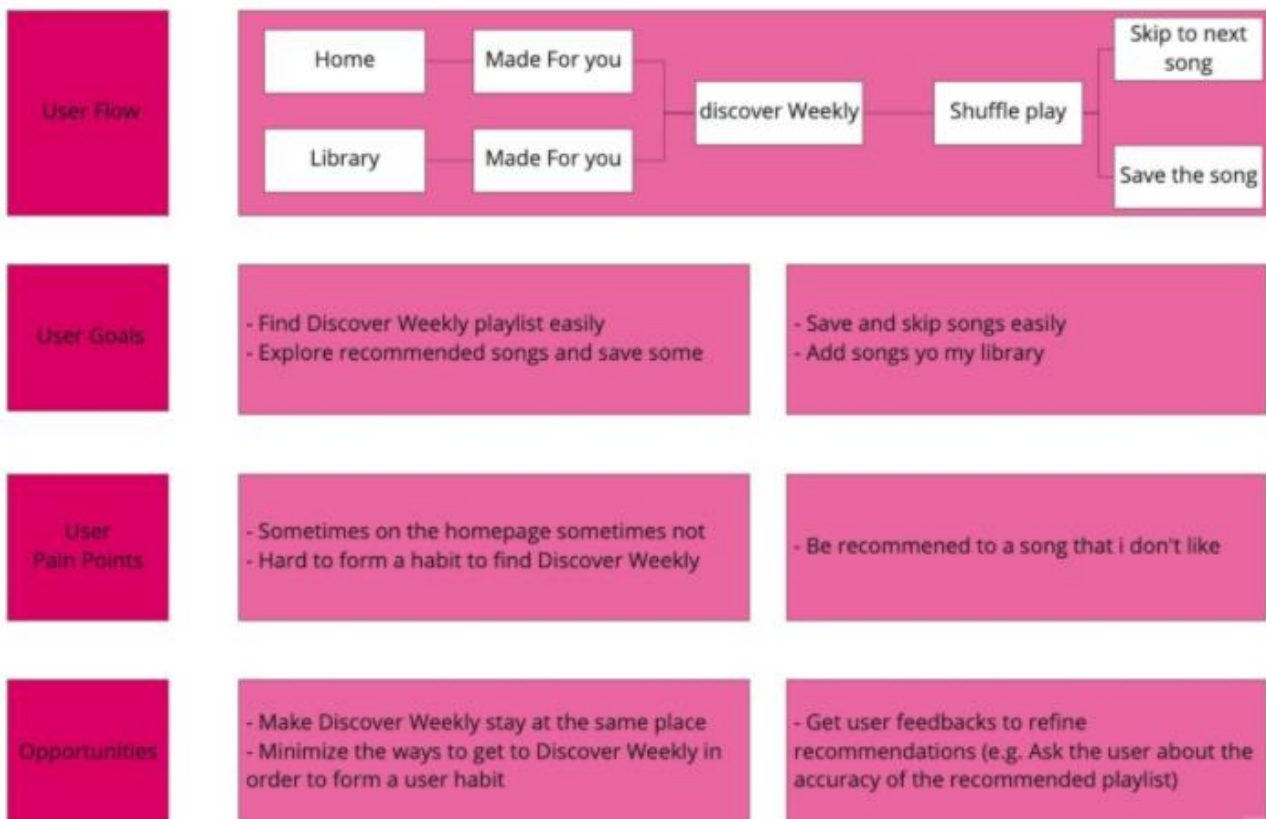 User Flow
Home
Made For you
Library
Made For you
discover Weekly
Shuffle play
Skip to next
song
Save the song
User Goals
- Find Discover Weekly playlist easily
- Explore recommended songs and save some
- Save and skip songs easily
- Add songs yo my library
User
Pain Points
- Sometimes on the homepage sometimes not
- Hard to form a habit to find Discover Weekly
- Be recommened to a song that i don't like
Opportunities
- Make Discover Weekly stay at the same place
- Minimize the ways to get to Discover Weekly in
order to form a user habit
- Get user feedbacks to refine
recommendations (e.g. Ask the user about the
accuracy of the recommended playlist)